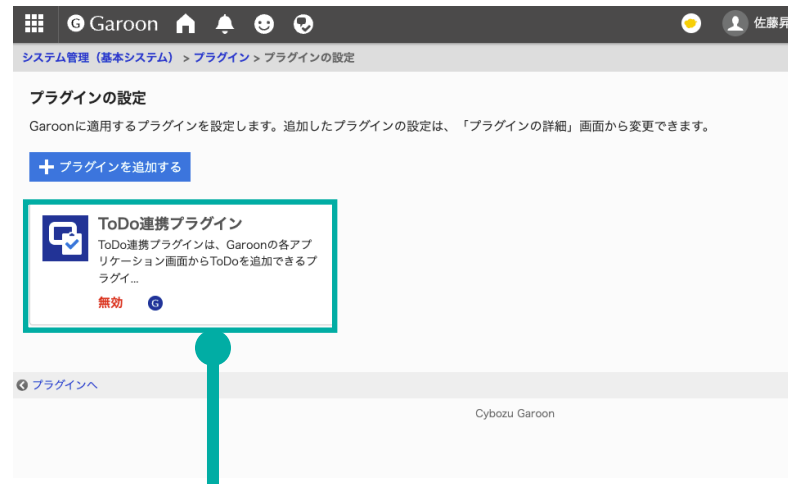 Garoon
佐藤昇
システム管理（基本システム） > プラグイン > プラグインの設定
プラグインの設定
Garoonに適用するプラグインを設定します。追加したプラグインの設定は、「プラグインの詳細」画面から変更できます。
プラグインを追加する
ToDo連携プラグイン
ToDo連携プラグインは、Garoonの各アプ
リケーション画面からToDoを追加できるプ
ラグイ...
無効 G
プラグインへ
Cybozu Garoon